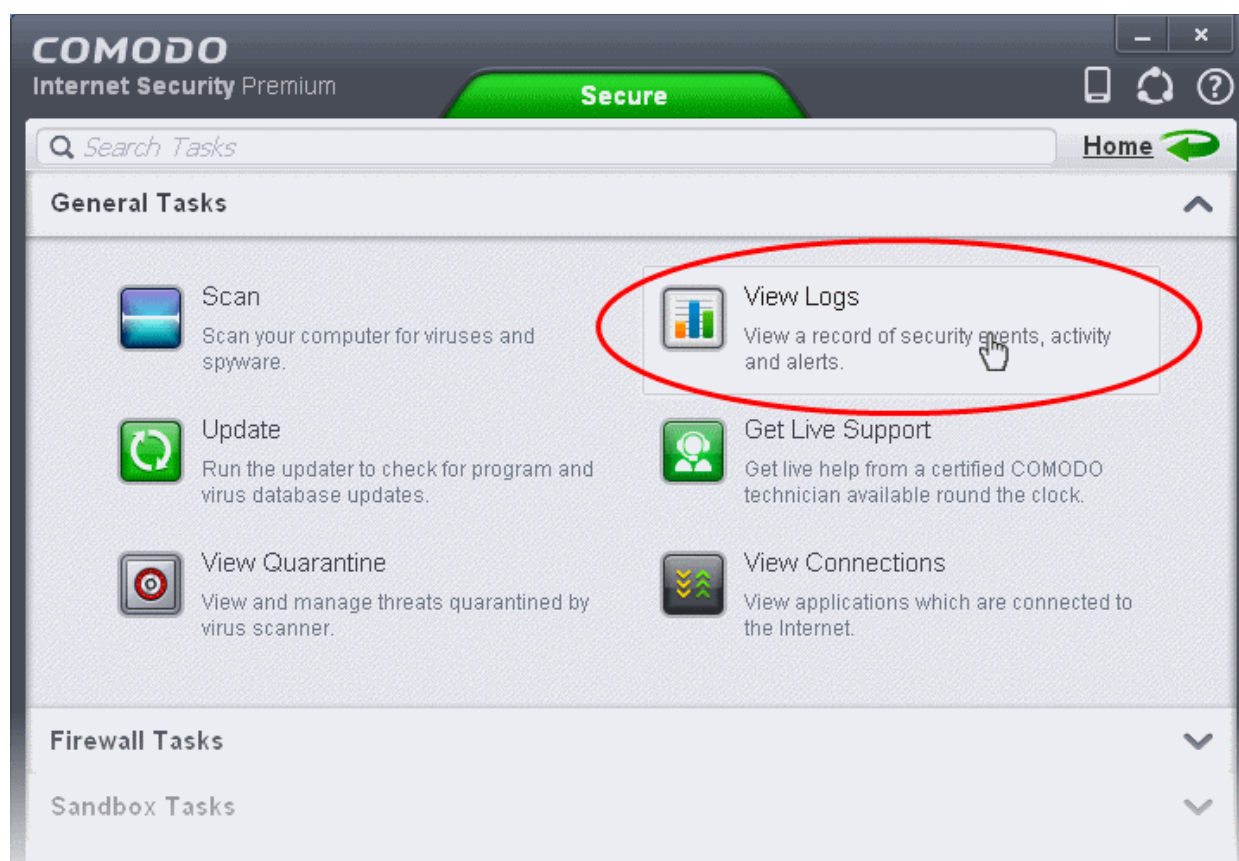 COMODO
Internet Security Premium
Secure
Search Tasks
Home
General Tasks
Scan
Scan your computer for viruses and
spyware.
View Logs
View a record of security events, activity
and alerts.
Update
Run the updater to check for program and
virus database updates.
Get Live Support
Get live help from a certified COMODO
technician available round the clock.
View Quarantine
View and manage threats quarantined by
virus scanner.
View Connections
View applications which are connected to
the Internet.
Firewall Tasks
Sandbox Tasks